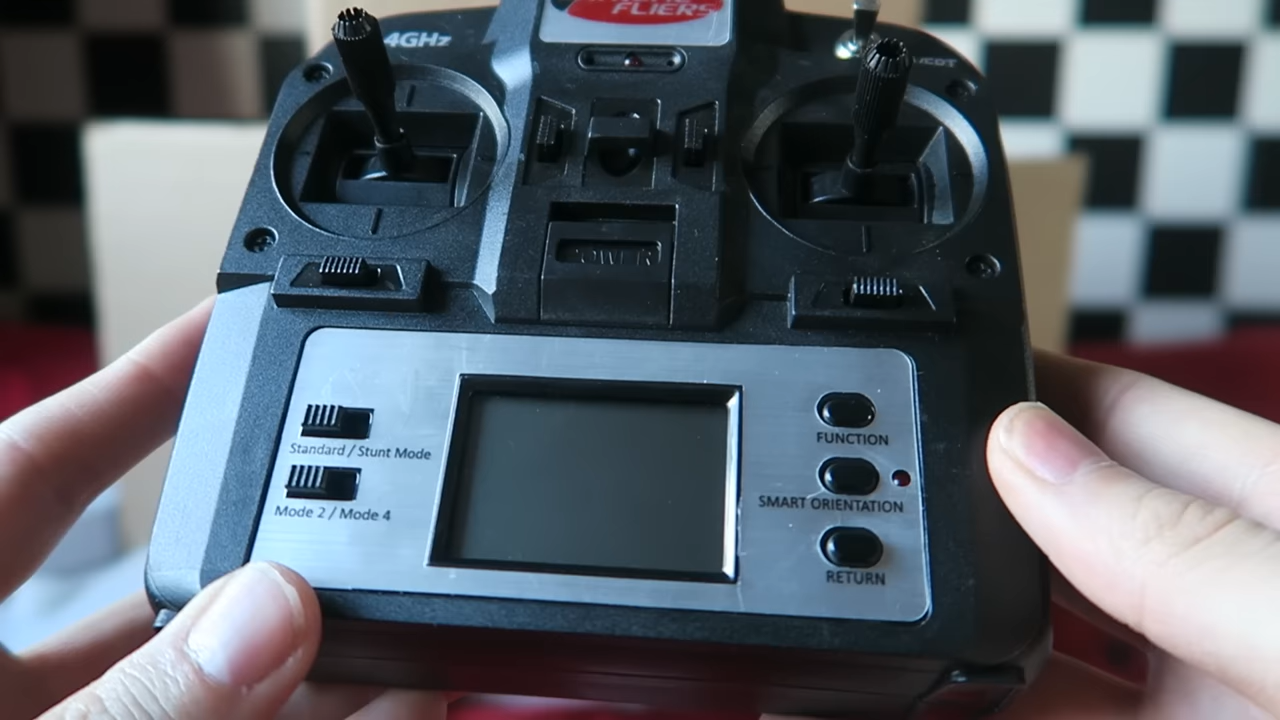 FLIERS
4GHz
POWER
Standard / Stunt Mode
Mode 2 / Mode 4
FUNCTION
SMART ORIENTATION
RETURN